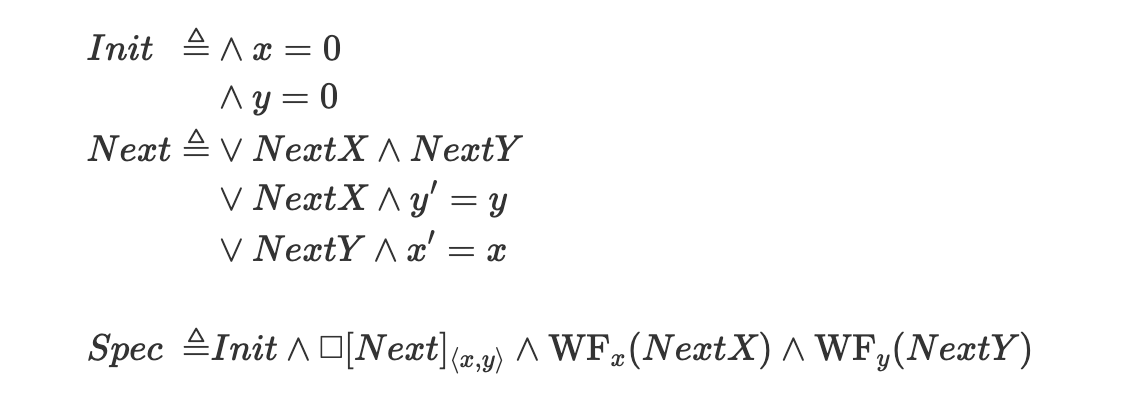 Init ≜ ∧ x = 0
∧ y = 0
Next ≜ ∨ NextX ∧ NextY
∨ NextX ∧ y′ = y
∨ NextY ∧ x′ = x
Spec ≜ Init ∧ □[Next]⟨x,y⟩ ∧ WFx(NextX) ∧ WFy(NextY)